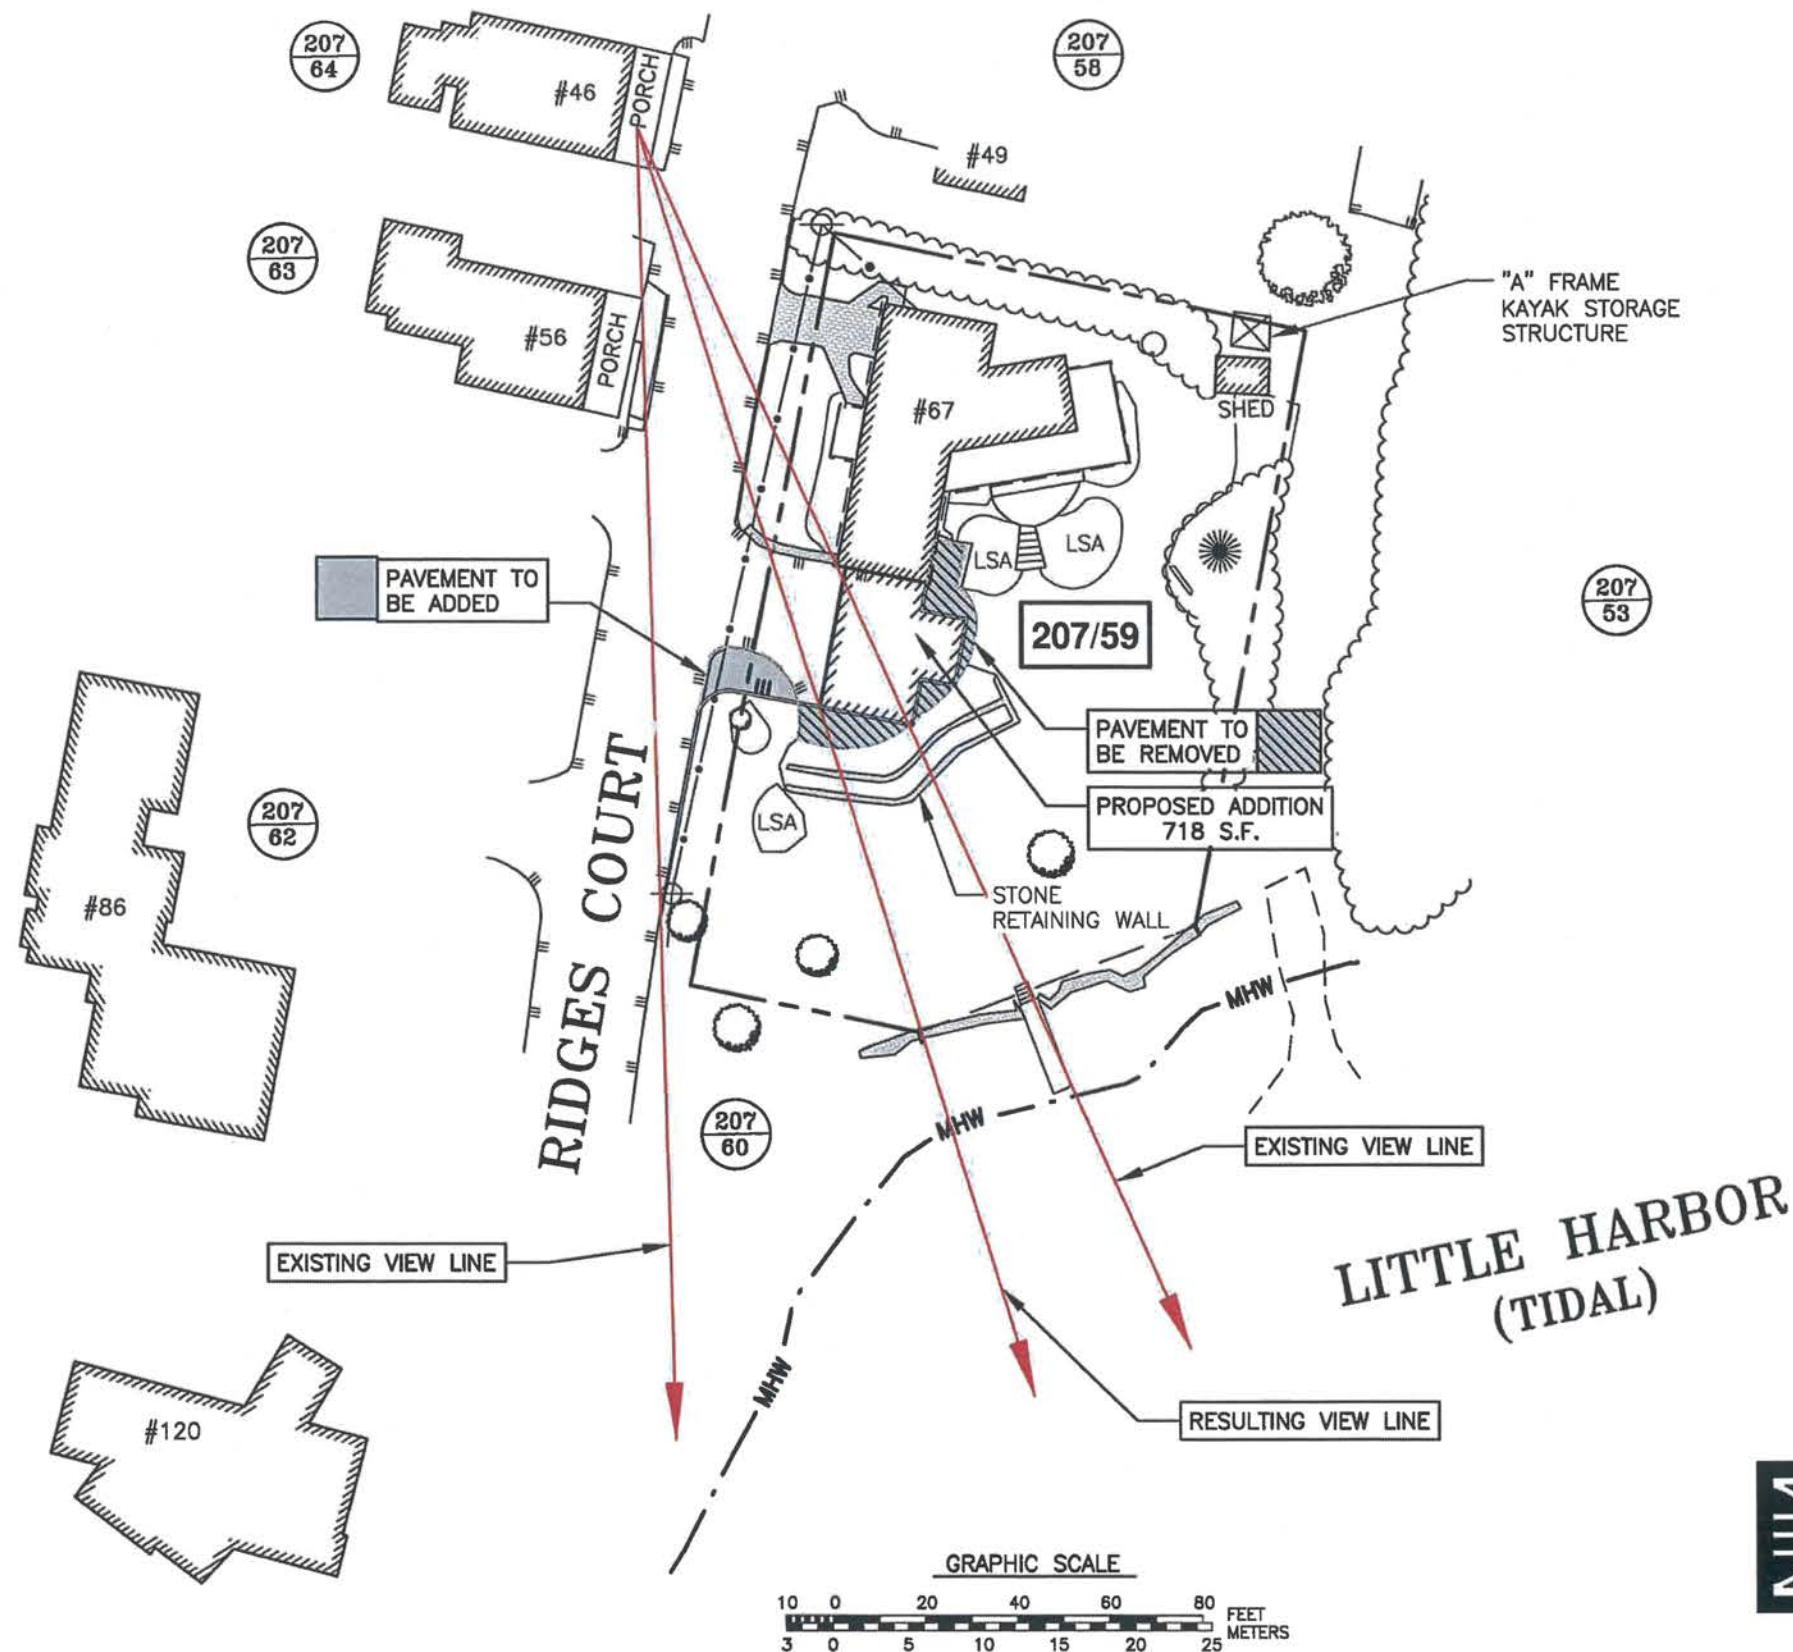 207
64
#46
PORCH
207
58
#49
207
63
#56
PORCH
"A" FRAME
KAYAK STORAGE
STRUCTURE
#67
SHED
LSA
LSA
PAVEMENT TO
BE ADDED
207/59
207
53
PAVEMENT TO
BE REMOVED
PROPOSED ADDITION
718 S.F.
207
62
#86
LSA
STONE
RETAINING WALL
RIDGES COURT
MHW
MHW
207
60
EXISTING VIEW LINE
EXISTING VIEW LINE
LITTLE HARBOR
(TIDAL)
MHW
RESULTING VIEW LINE
#120
GRAPHIC SCALE
10 0 20 40 60 80
FEET
METERS
3 0 5 10 15 20 25